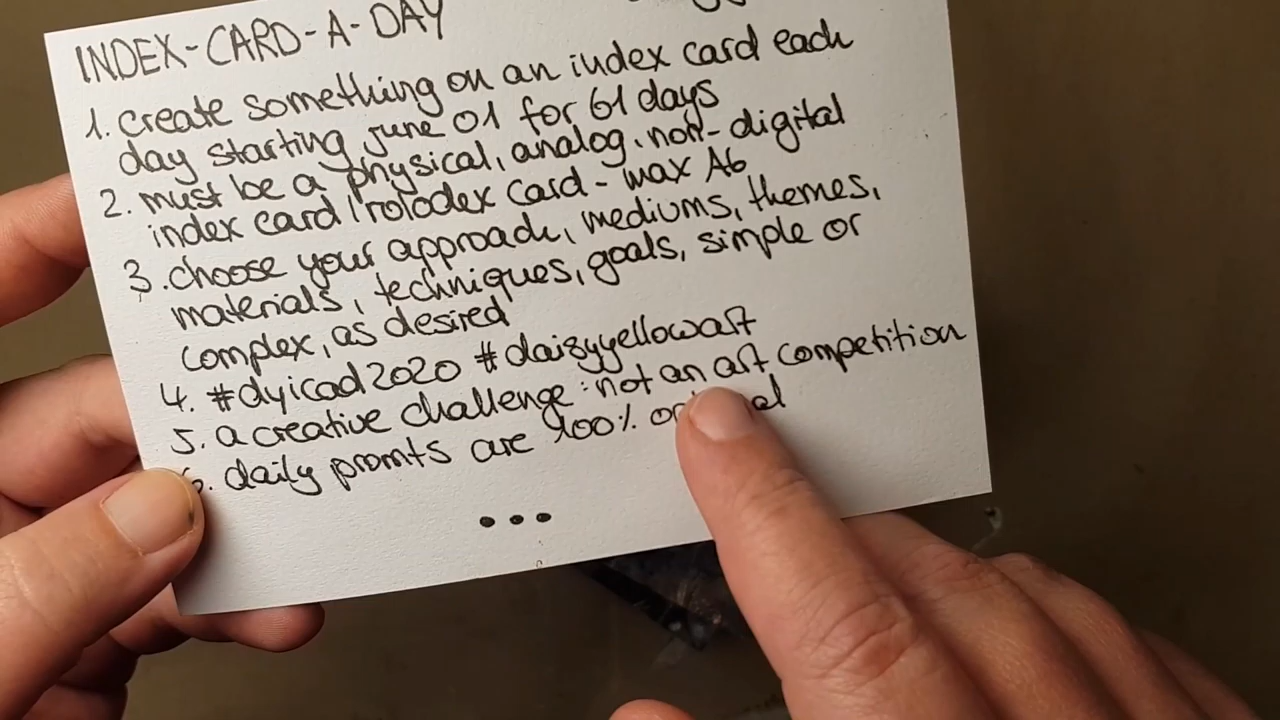 INDEX-CARD-A-DAY
1. create something on an index card each
day starting june 01 for 61 days
2. must be a physical, analog, non-digital
index card / rolodex card - max A6
3. choose your approach, mediums, themes,
materials, techniques, goals, simple or
complex, as desired
4. #dyicad2020 #daisyyellowart
5. a creative challenge: not an art competition
6. daily promts are 100%
...